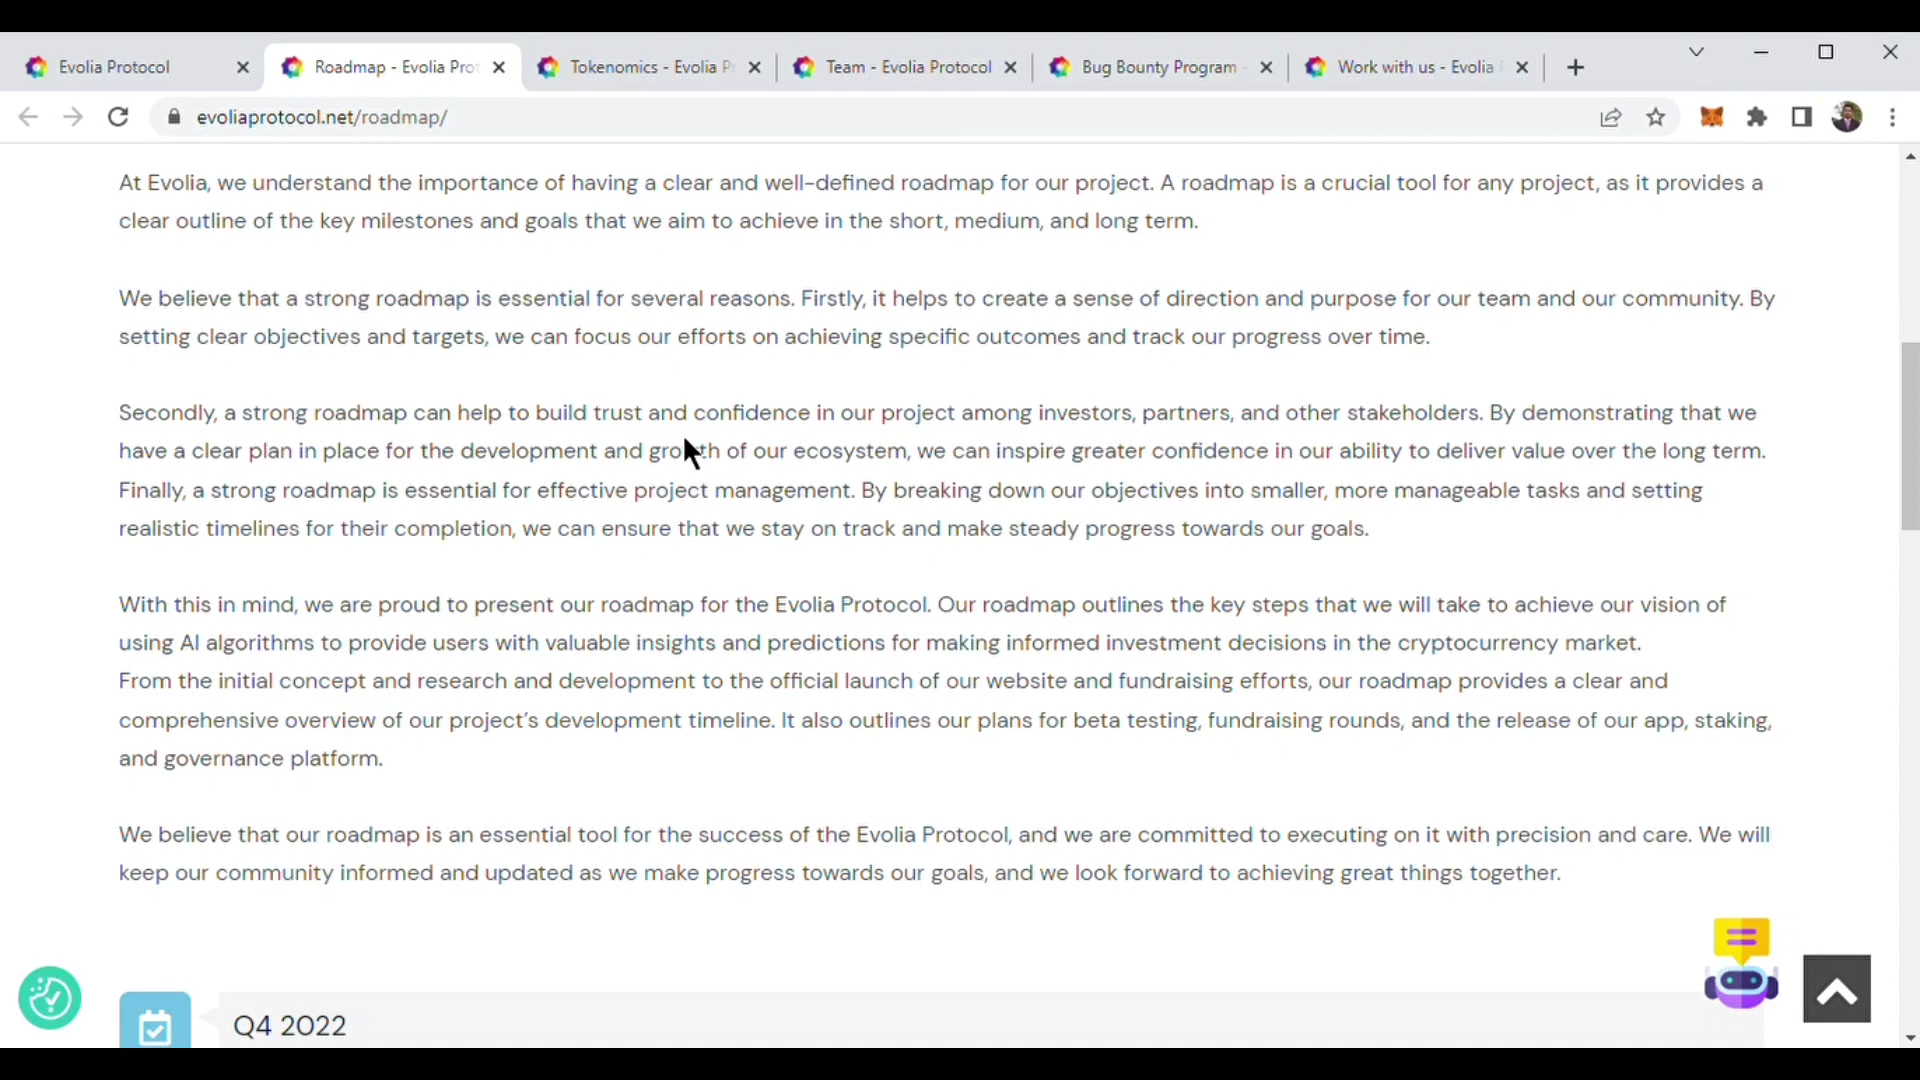 Evolia Protocol
Roadmap - Evolia Prot
Tokenomics - Evolia P
Team - Evolia Protocol
Bug Bounty Program -
Work with us - Evolia
evoliaprotocol.net/roadmap/
At Evolia, we understand the importance of having a clear and well-defined roadmap for our project. A roadmap is a crucial tool for any project, as it provides a
clear outline of the key milestones and goals that we aim to achieve in the short, medium, and long term.
We believe that a strong roadmap is essential for several reasons. Firstly, it helps to create a sense of direction and purpose for our team and our community. By
setting clear objectives and targets, we can focus our efforts on achieving specific outcomes and track our progress over time.
Secondly, a strong roadmap can help to build trust and confidence in our project among investors, partners, and other stakeholders. By demonstrating that we
have a clear plan in place for the development and growth of our ecosystem, we can inspire greater confidence in our ability to deliver value over the long term.
Finally, a strong roadmap is essential for effective project management. By breaking down our objectives into smaller, more manageable tasks and setting
realistic timelines for their completion, we can ensure that we stay on track and make steady progress towards our goals.
With this in mind, we are proud to present our roadmap for the Evolia Protocol. Our roadmap outlines the key steps that we will take to achieve our vision of
using AI algorithms to provide users with valuable insights and predictions for making informed investment decisions in the cryptocurrency market.
From the initial concept and research and development to the official launch of our website and fundraising efforts, our roadmap provides a clear and
comprehensive overview of our project's development timeline. It also outlines our plans for beta testing, fundraising rounds, and the release of our app, staking,
and governance platform.
We believe that our roadmap is an essential tool for the success of the Evolia Protocol, and we are committed to executing on it with precision and care. We will
keep our community informed and updated as we make progress towards our goals, and we look forward to achieving great things together.
Q4 2022